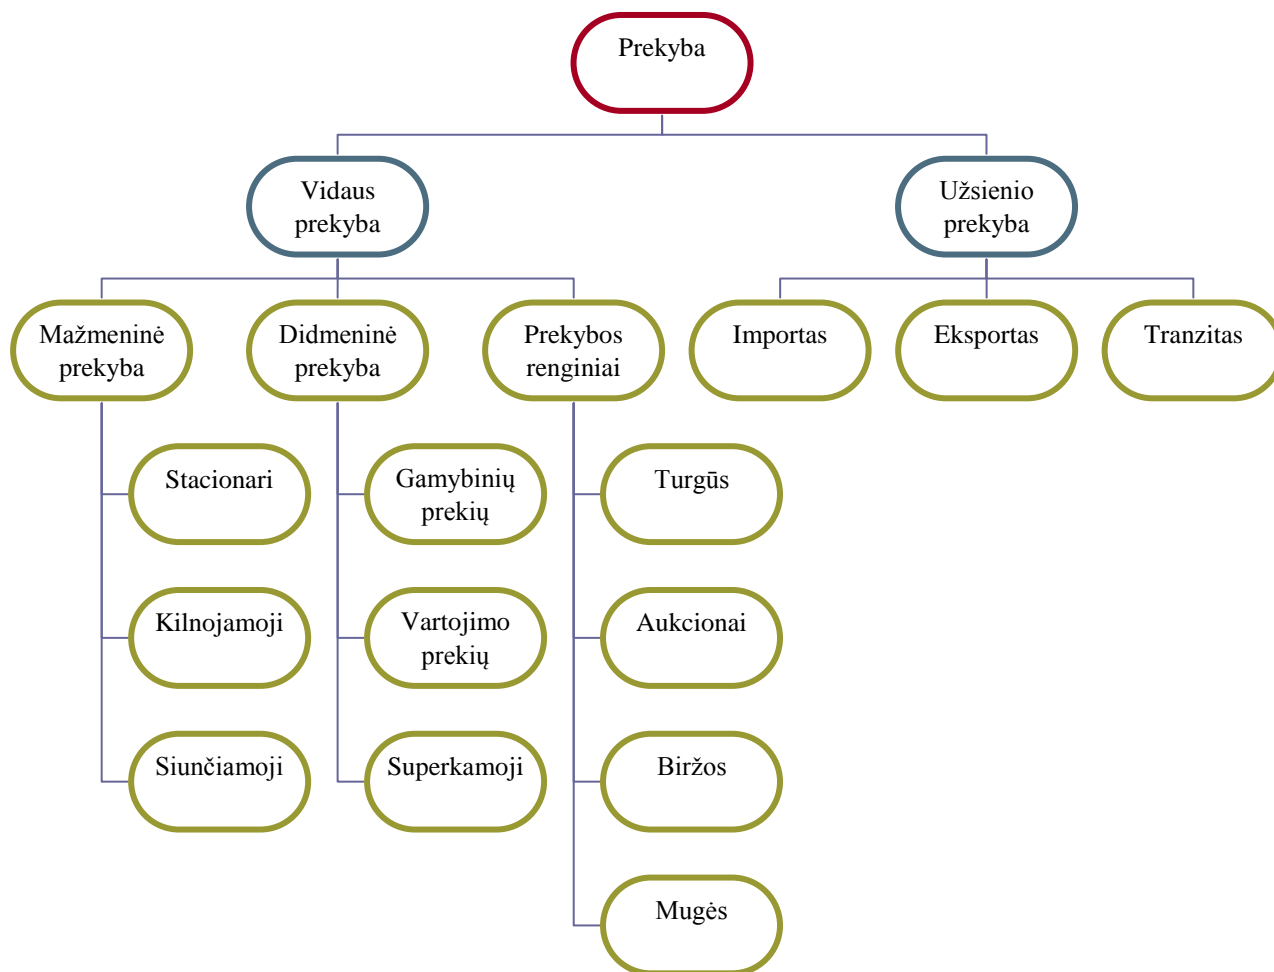 Prekyba
Vidaus
prekyba
Užsienio
prekyba
Mažmeninė
prekyba
Didmeninė
prekyba
Prekybos
renginiai
Importas
Eksportas
Tranzitas
Stacionari
Gamybinių
prekių
Turgūs
Kilnojamoji
Vartojimo
prekių
Aukcionai
Siunčiamoji
Superkamoji
Biržos
Mugės